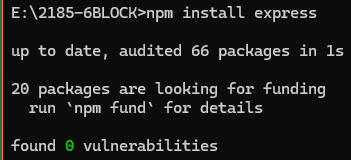 E:\2185-6BLOCK>npm install express
up to date, audited 66 packages in 1s
20 packages are looking for funding
  run `npm fund` for details
found 0 vulnerabilities